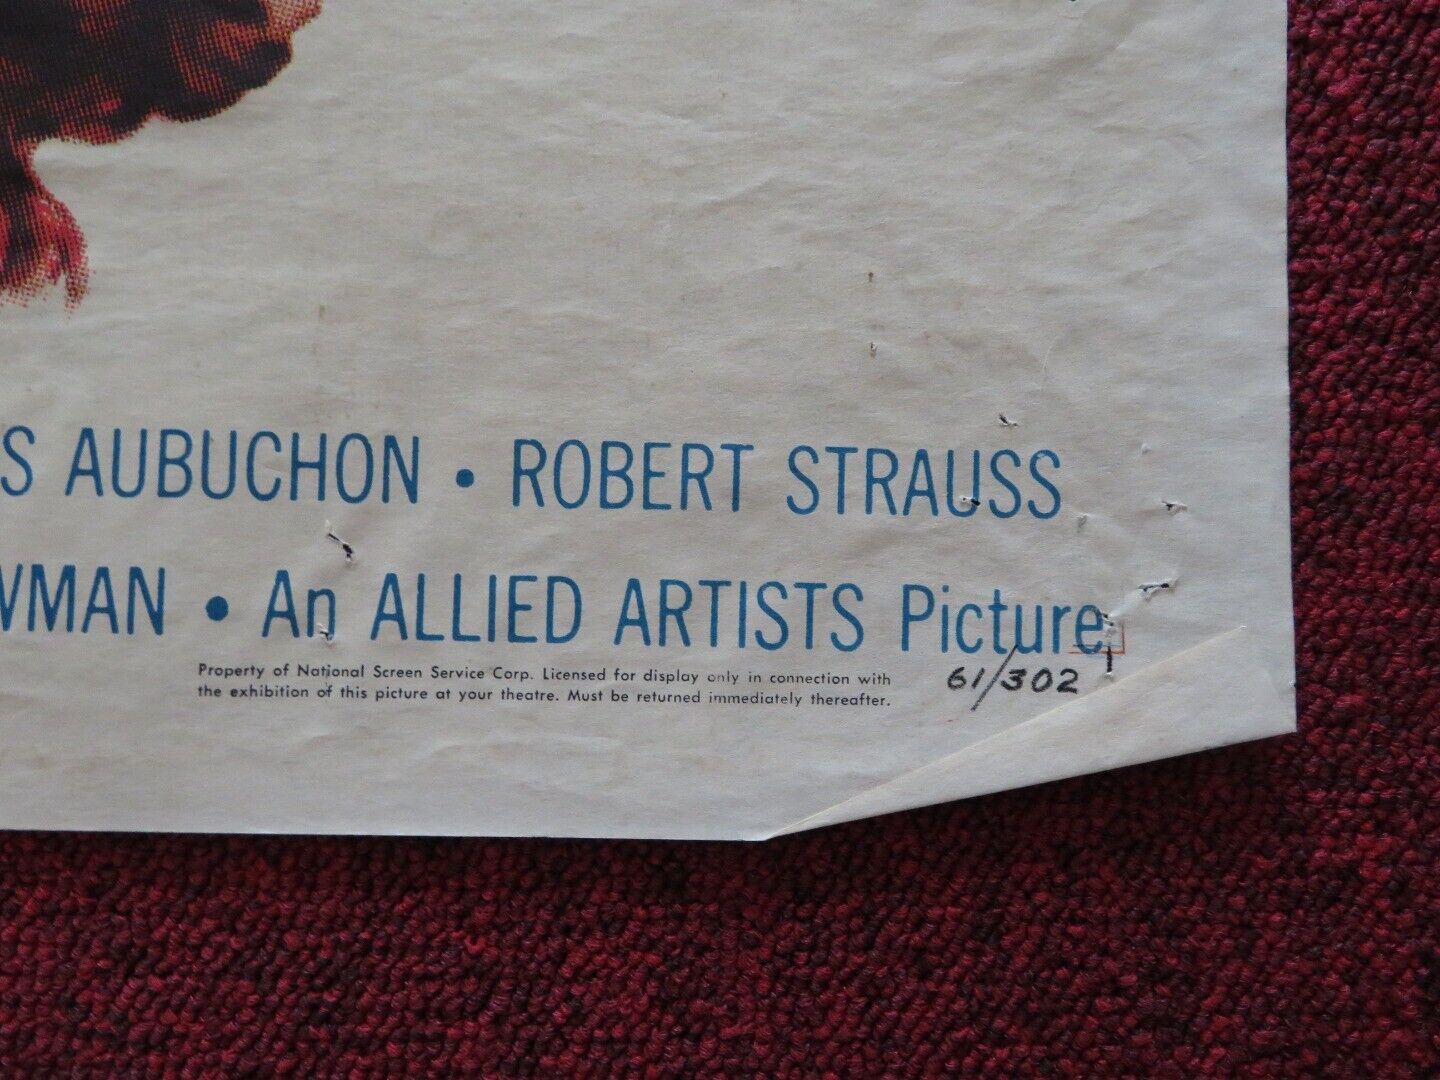 S AUBUCHON • ROBERT STRAUSS
WMAN • An ALLIED ARTISTS Picture
Property of National Screen Service Corp. Licensed for display only in connection with
the exhibition of this picture at your theatre. Must be returned immediately thereafter.
61/302